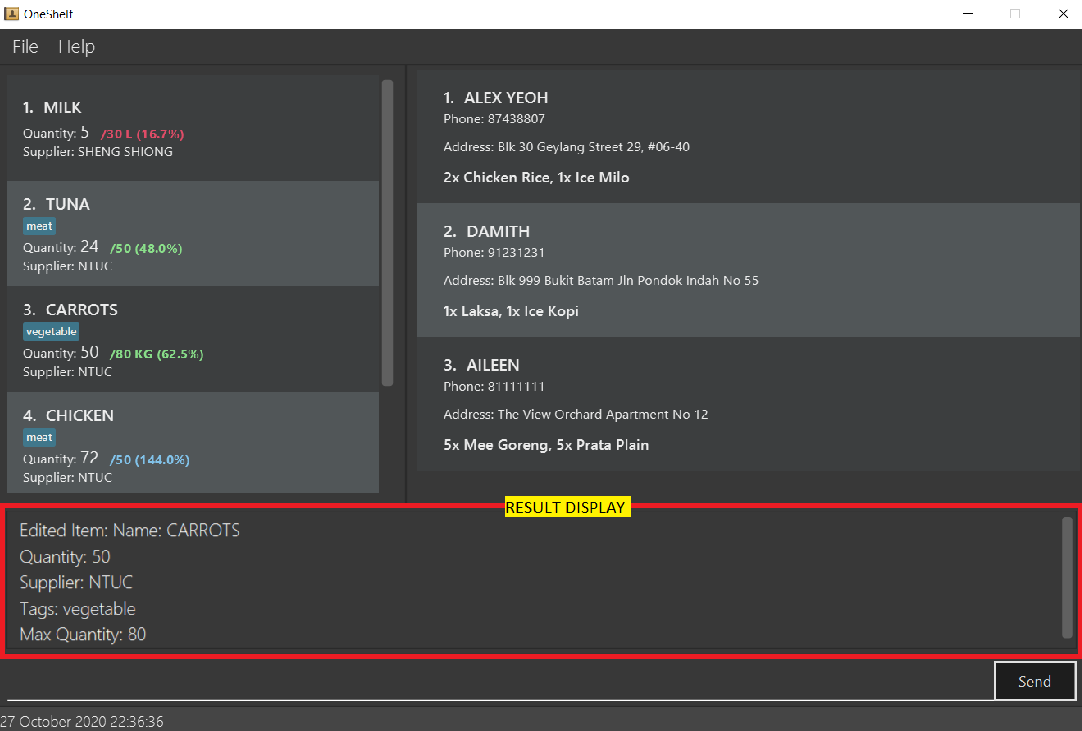 OneShelf
File Help
1. MILK
Quantity: 5 /30 L (16.7%)
Supplier: SHENG SHIONG
2. TUNA
meat
Quantity: 24 /50 (48.0%)
Supplier: NTUC
3. CARROTS
vegetable
Quantity: 50 /80 KG (62.5%)
Supplier: NTUC
4. CHICKEN
meat
Quantity: 72 /50 (144.0%)
Supplier: NTUC
1. ALEX YEOH
Phone: 87438807
Address: Blk 30 Geylang Street 29, #06-40
2x Chicken Rice, 1x Ice Milo
2. DAMITH
Phone: 91231231
Address: Blk 999 Bukit Batam Jln Pondok Indah No 55
1x Laksa, 1x Ice Kopi
3. AILEEN
Phone: 81111111
Address: The View Orchard Apartment No 12
5x Mee Goreng, 5x Prata Plain
RESULT DISPLAY
Edited Item: Name: CARROTS
Quantity: 50
Supplier: NTUC
Tags: vegetable
Max Quantity: 80
Send
27 October 2020 22:36:36